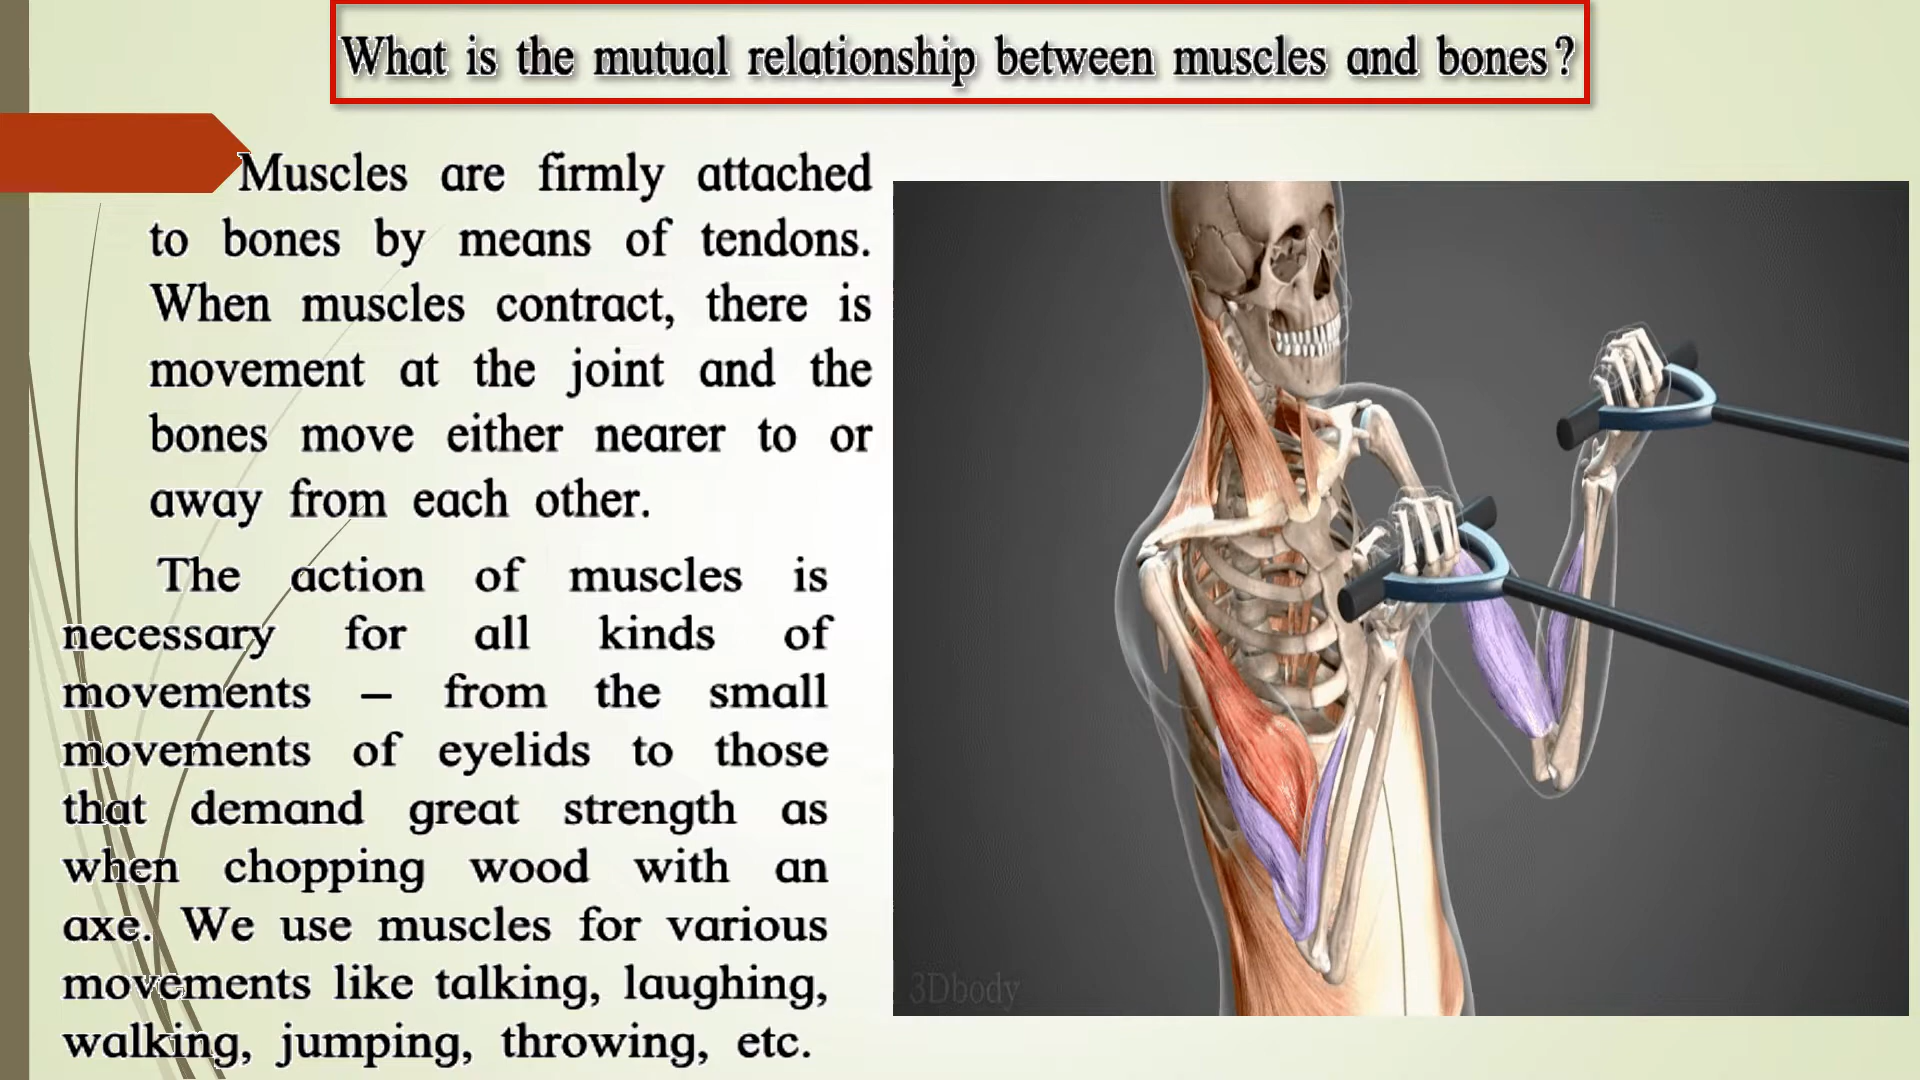 What is the mutual relationship between muscles and bones?
Muscles are firmly attached
to bones by means of tendons.
When muscles contract, there is
movement at the joint and the
bones move either nearer to or
away from each other.
The action of muscles is
necessary for all kinds of
movements – from the small
movements of eyelids to those
that demand great strength as
when chopping wood with an
axe. We use muscles for various
movements like talking, laughing,
walking, jumping, throwing, etc.
3Dbody